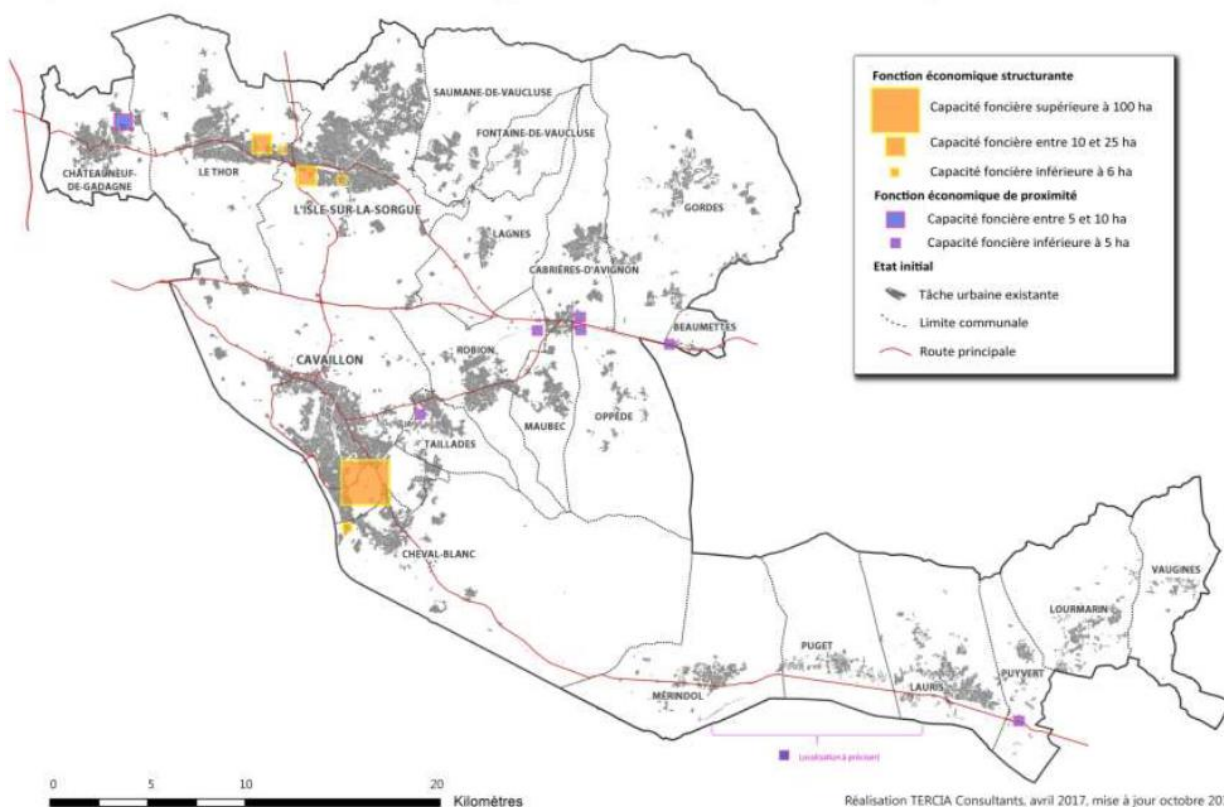 SAUMANE-DE-VAUCLUSE
FONTAINE-DE-VAUCLUSE
CHÂTEAUNEUF-
DE-GADAGNE
LE THOR
L'ISLE-SUR-LA-SORGUE
GORDES
LAGNES
CABRIÈRES-D'AVIGNON
BEAUMETTES
CAVAILLON
ROBION
MAUBEC
OPPÈDE
TAILLADES
CHEVAL-BLANC
VAUGINES
LOURMARIN
PUGET
PUYVERT
LAURIS
MÉRINDOL
Localisation à préciser
Fonction économique structurante
Capacité foncière supérieure à 100 ha
Capacité foncière entre 10 et 25 ha
Capacité foncière inférieure à 6 ha
Fonction économique de proximité
Capacité foncière entre 5 et 10 ha
Capacité foncière inférieure à 5 ha
Etat initial
Tâche urbaine existante
Limite communale
Route principale
0 5 10 20
Kilomètres
Réalisation TERCIA Consultants, avril 2017, mise à jour octobre